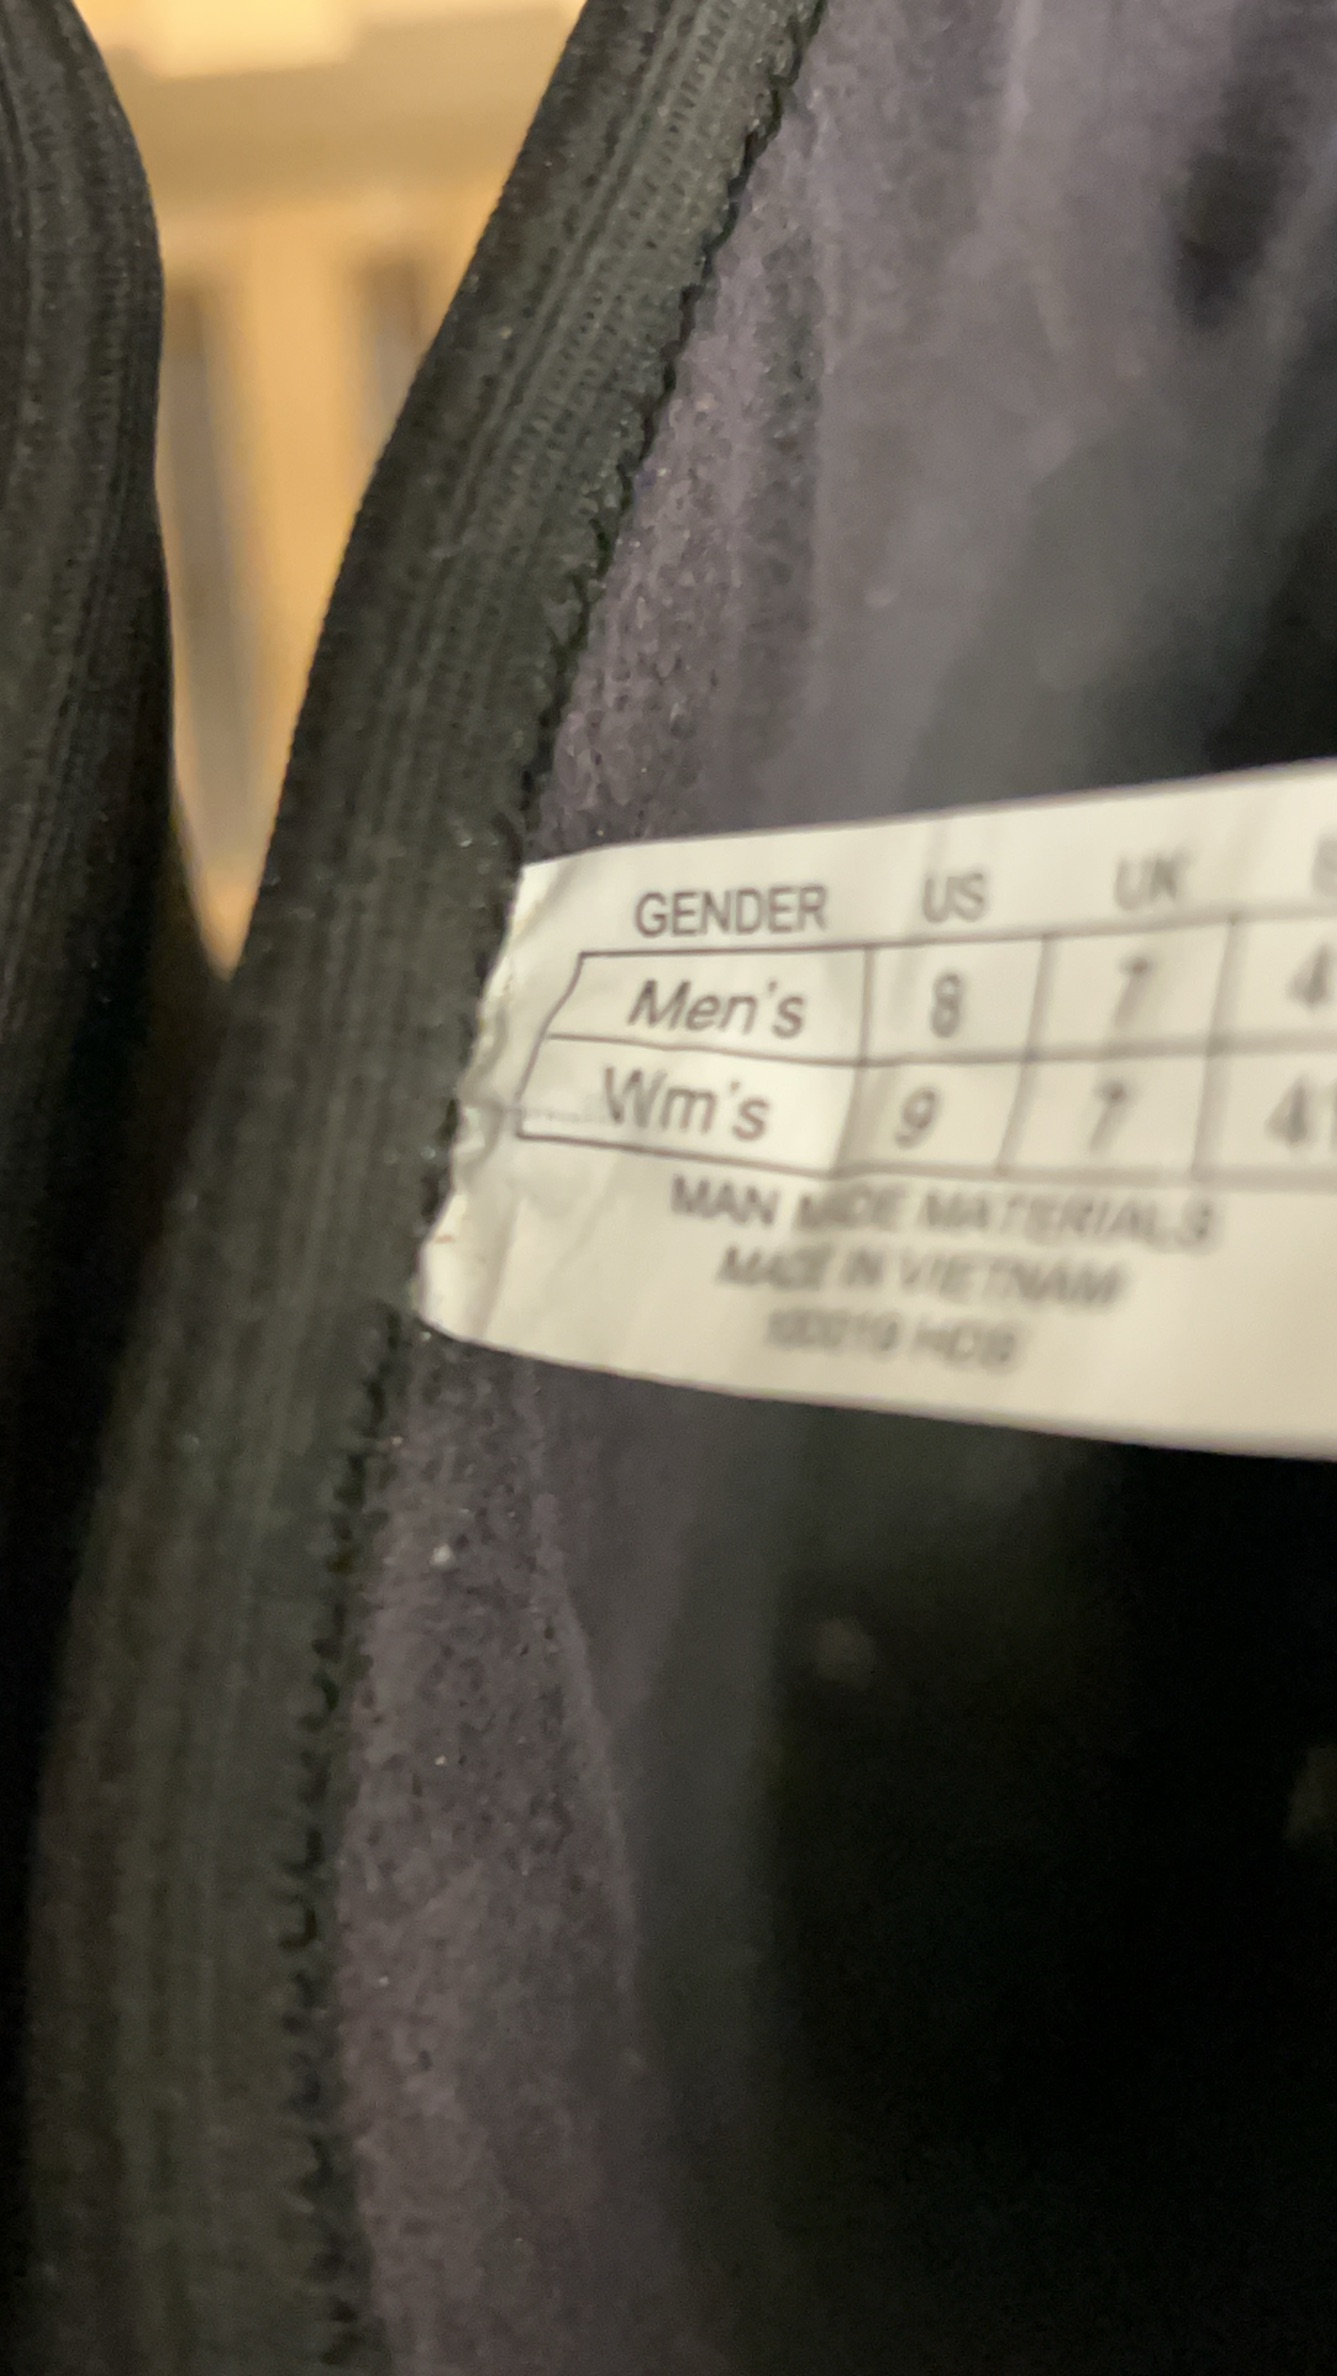 GENDER US UK
Men's 8 7
Wm's 9 7
MAN MADE MATERIALS
MADE IN VIETNAM